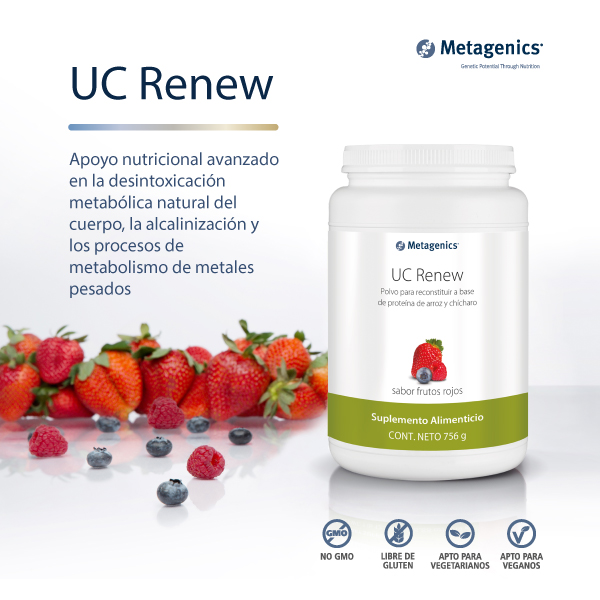 Metagenics
Genetic Potential Through Nutrition
UC Renew
Apoyo nutricional avanzado
en la desintoxicación
metabólica natural del
cuerpo, la alcalinización y
los procesos de
metabolismo de metales
pesados
Metagenics
UC Renew
Polvo para reconstituir a base
de proteína de arroz y chícharo
sabor frutos rojos
Suplemento Alimenticio
CONT. NETO 756 g
GMO
NO GMO
LIBRE DE
GLUTEN
APTO PARA
VEGETARIANOS
APTO PARA
VEGANOS